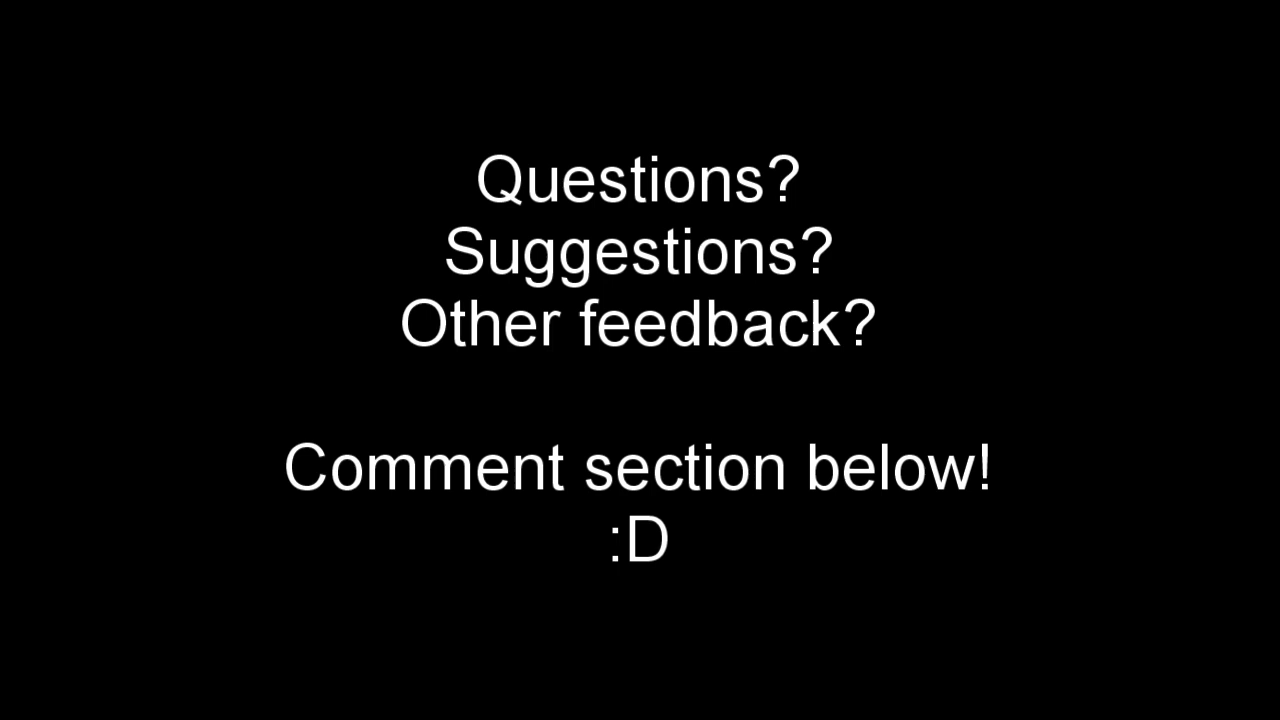 Questions?
Suggestions?
Other feedback?
Comment section below!
:D